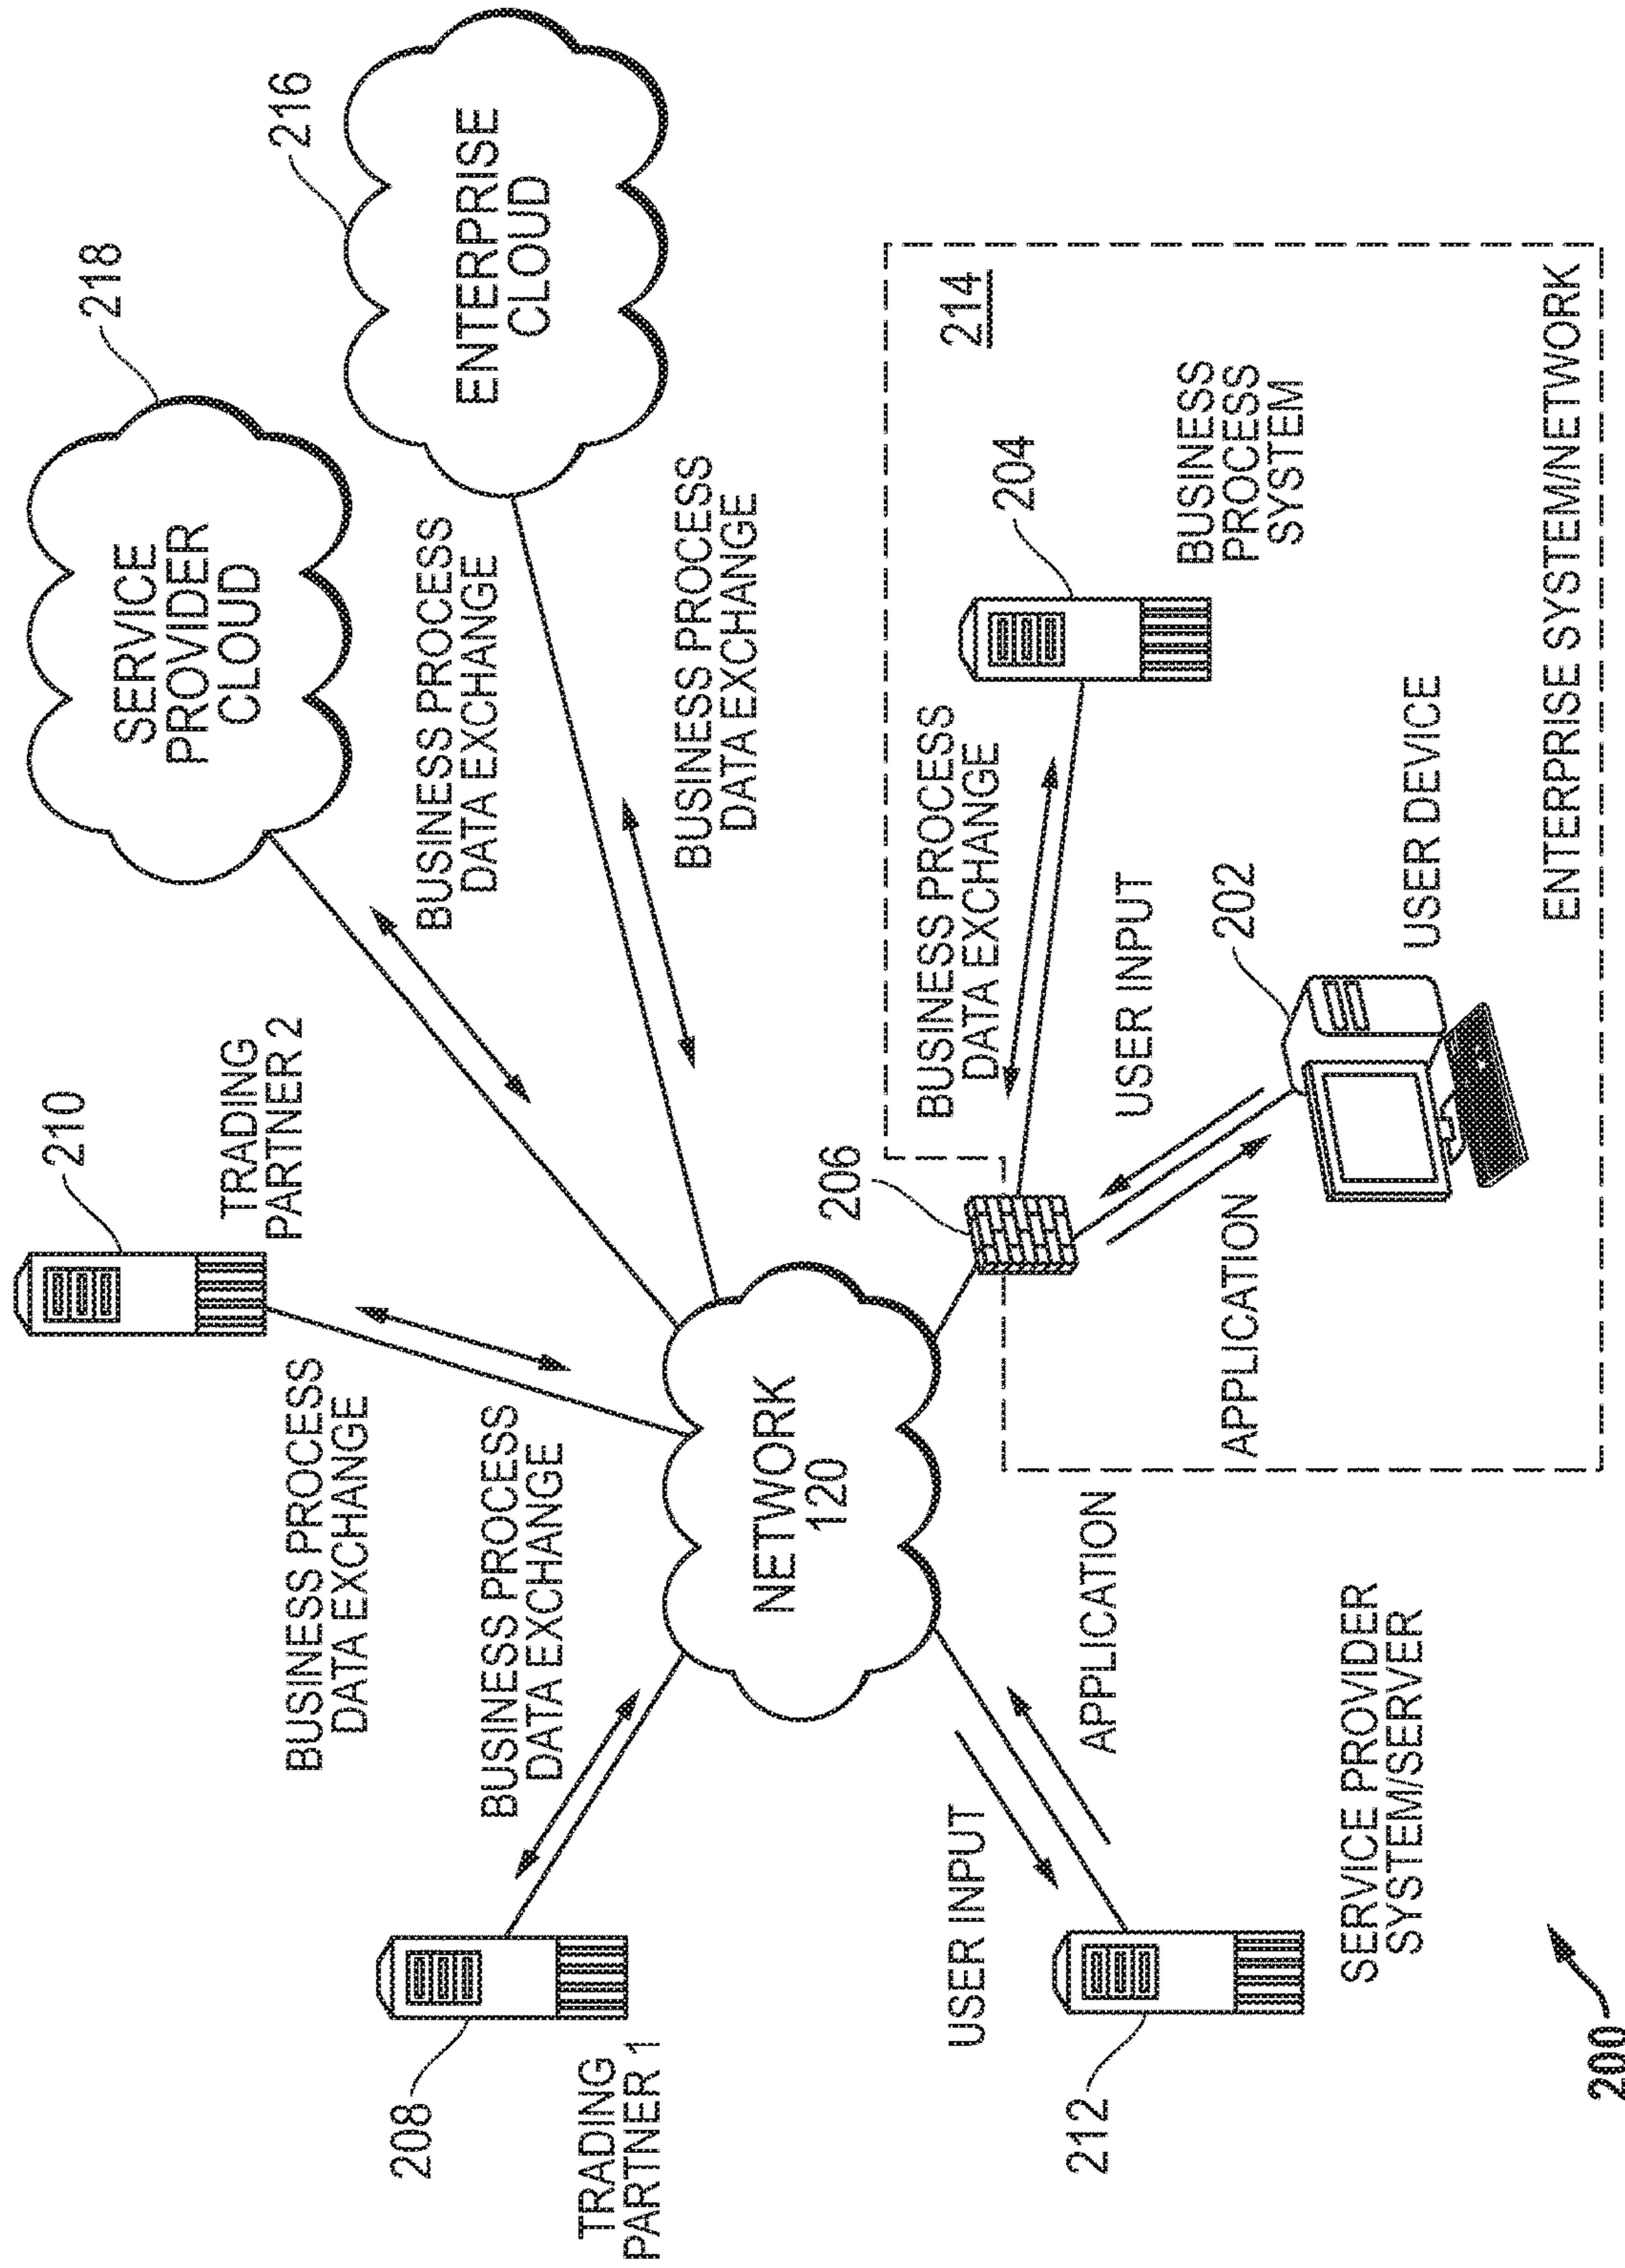 208
TRADING
PARTNER 1
BUSINESS PROCESS
DATA EXCHANGE
BUSINESS PROCESS
DATA EXCHANGE
210
TRADING
PARTNER 2
SERVICE
PROVIDER
CLOUD
218
BUSINESS PROCESS
DATA EXCHANGE
ENTERPRISE
CLOUD
216
BUSINESS PROCESS
DATA EXCHANGE
NETWORK
120
206
USER INPUT
APPLICATION
212
SERVICE PROVIDER
SYSTEM/SERVER
BUSINESS PROCESS
DATA EXCHANGE
214
204
BUSINESS
PROCESS
SYSTEM
USER INPUT
APPLICATION
202
USER DEVICE
ENTERPRISE SYSTEM/NETWORK
200